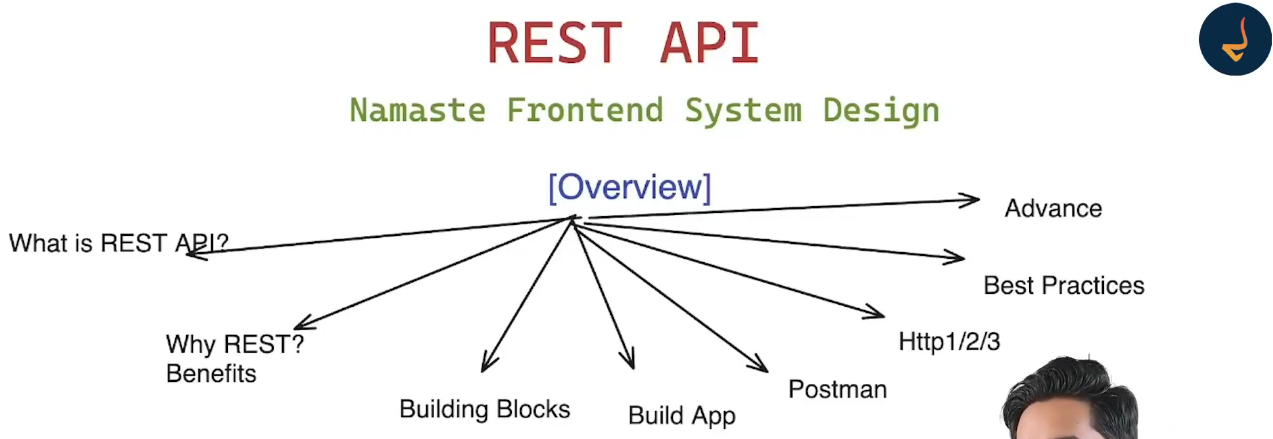 REST API
Namaste Frontend System Design
[Overview]
What is REST API?
Why REST?
Benefits
Building Blocks
Build App
Postman
Http1/2/3
Best Practices
Advance